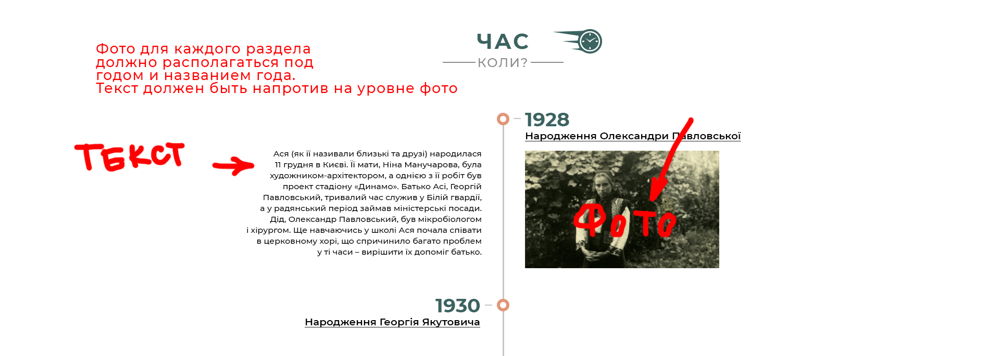 ЧАС
КОЛИ?
Фото для каждого раздела
должно располагаться под
годом и названием года.
Текст должен быть напротив на уровне фото
1928
Народження Олександри Павловської
ТЕКСТ
Ася (як її називали близькі та друзі) народилася
11 грудня в Києві. Її мати, Ніна Манучарова, була
художником-архітектором, а однією з її робіт був
проект стадіону «Динамо». Батько Асі, Георгій
Павловський, тривалий час служив у Білій гвардії,
а у радянський період займав міністерські посади.
Дід, Олександр Павловський, був мікробіологом
і хірургом. Ще навчаючись у школі Ася почала співати
в церковному хорі, що спричинило багато проблем
у ті часи – вирішити їх допоміг батько.
ФОТО
1930
Народження Георгія Якутовича